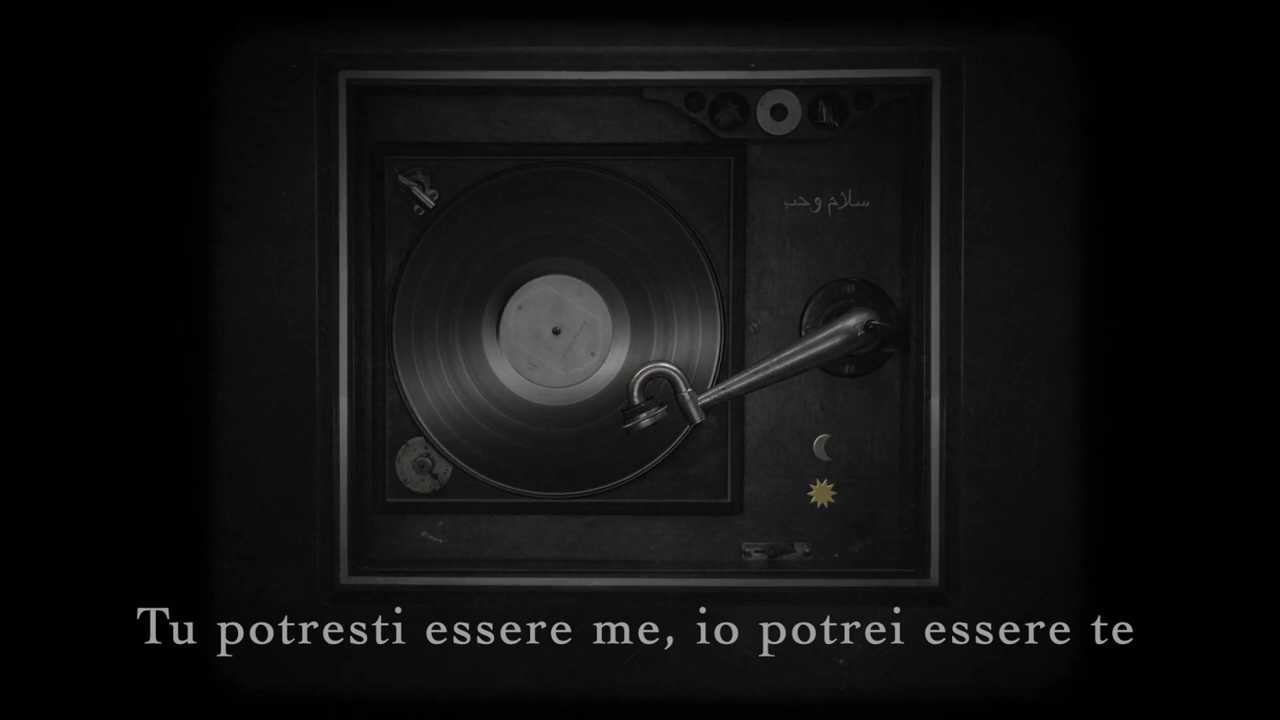 سلام وحب
Tu potresti essere me, io potrei essere te